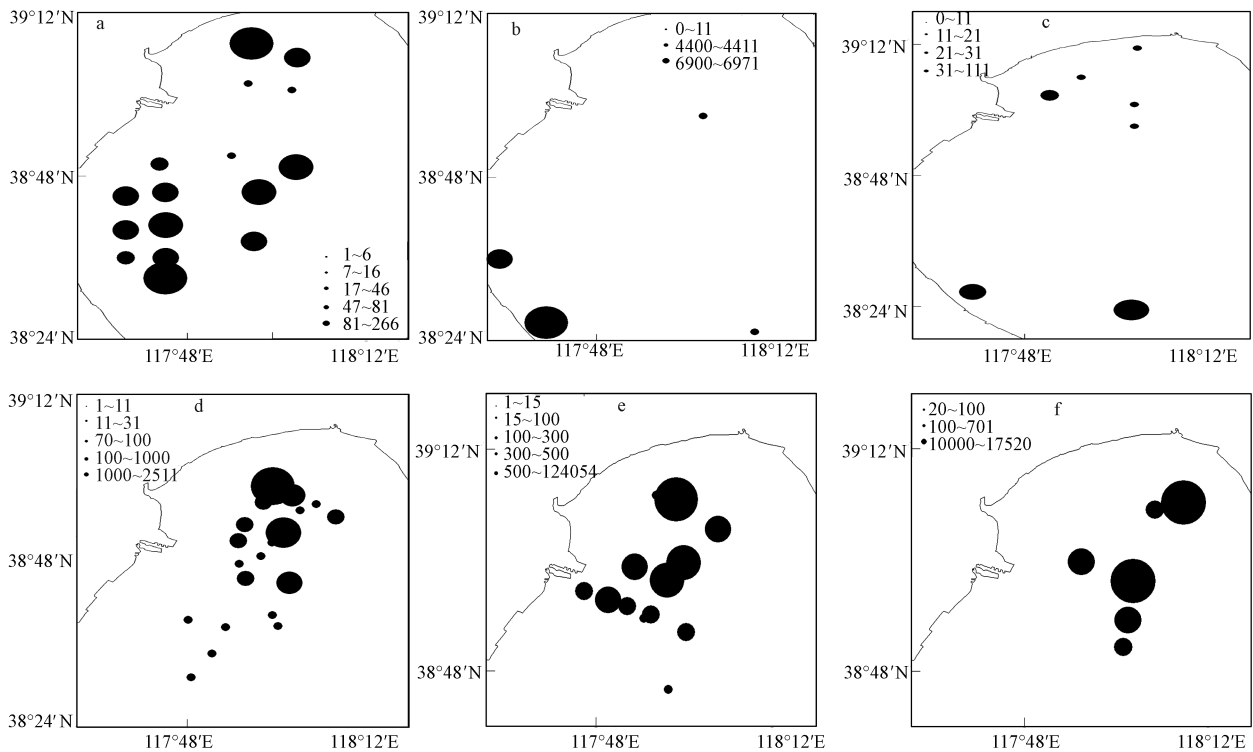 a
39°12′N
38°48′N
38°24′N
1~6
7~16
17~46
47~81
81~266
117°48′E
118°12′E
b
39°12′N
38°48′N
38°24′N
0~11
4400~4411
6900~6971
117°48′E
118°12′E
c
0~11
11~21
21~31
31~111
39°12′N
38°48′N
38°24′N
117°48′E
118°12′E
d
1~11
11~31
70~100
100~1000
1000~2511
39°12′N
38°48′N
38°24′N
117°48′E
118°12′E
e
1~15
15~100
100~300
300~500
500~124054
39°12′N
38°48′N
117°48′E
118°12′E
f
20~100
100~701
10000~17520
39°12′N
38°48′N
117°48′E
118°12′E